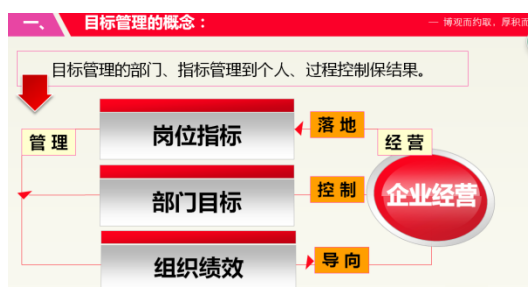 一、 目标管理的概念： — 博观而约取，厚积而
目标管理的部门、指标管理到个人、过程控制保结果。
管理 岗位指标 落地 经营
部门目标 控制 企业经营
组织绩效 导向